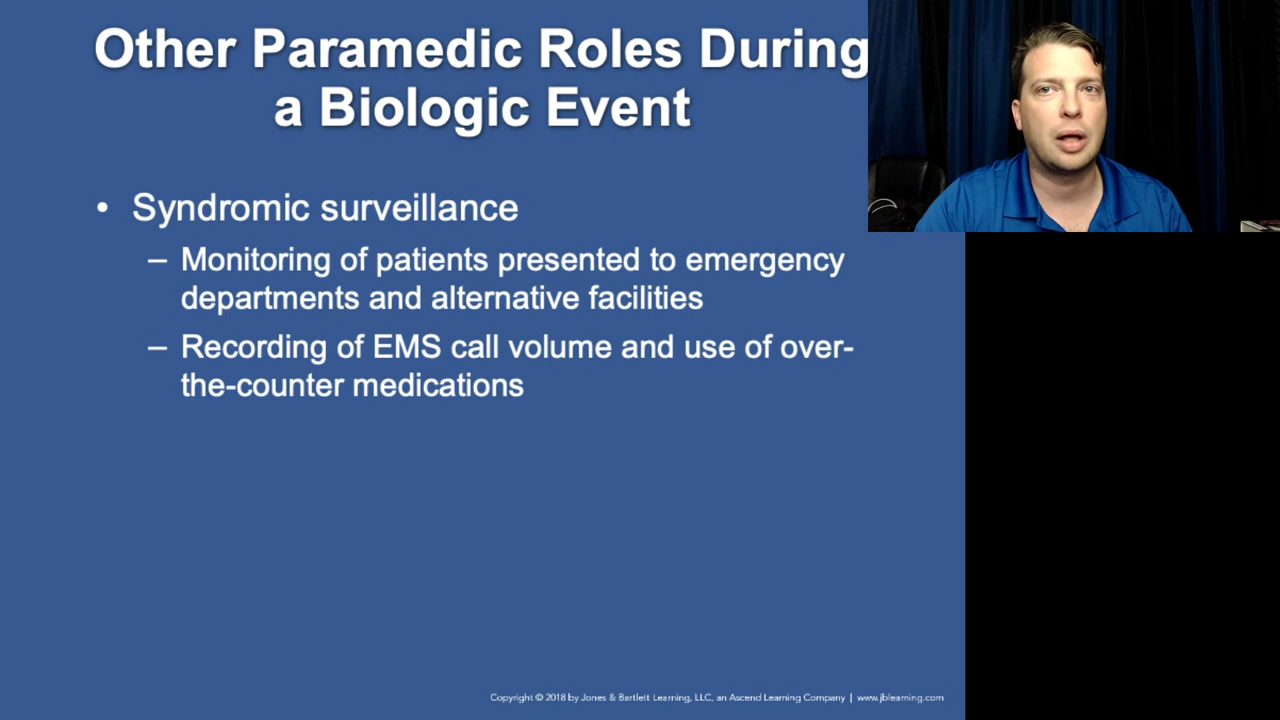 Other Paramedic Roles During
a Biologic Event
• Syndromic surveillance
– Monitoring of patients presented to emergency
departments and alternative facilities
– Recording of EMS call volume and use of over-
the-counter medications
Copyright © 2018 by Jones & Bartlett Learning, LLC, an Ascend Learning Company | www.jblearning.com